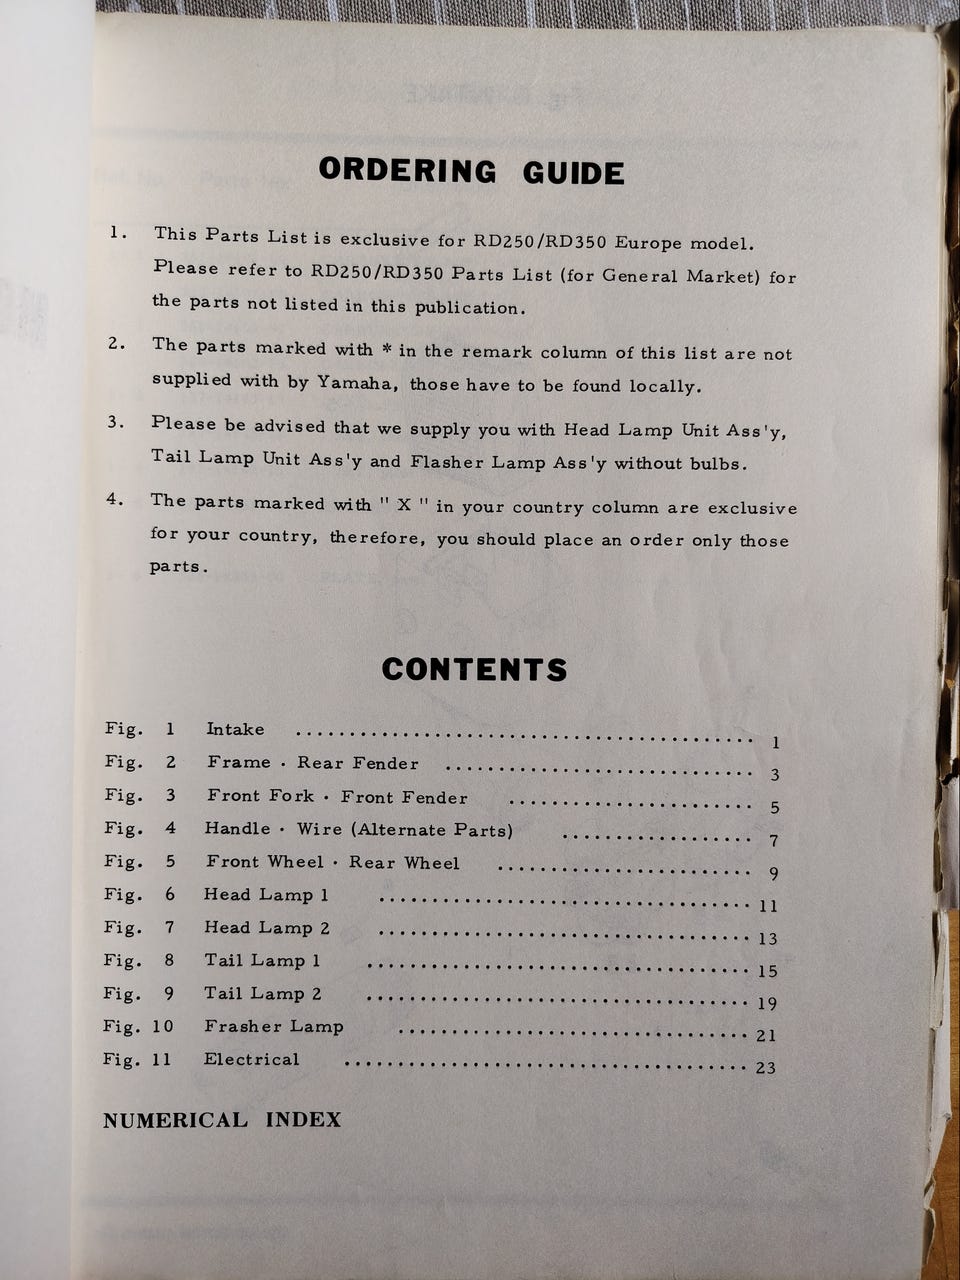 ORDERING GUIDE
1. This Parts List is exclusive for RD250/RD350 Europe model.
Please refer to RD250/RD350 Parts List (for General Market) for
the parts not listed in this publication.
2. The parts marked with * in the remark column of this list are not
supplied with by Yamaha, those have to be found locally.
3. Please be advised that we supply you with Head Lamp Unit Ass'y,
Tail Lamp Unit Ass'y and Flasher Lamp Ass'y without bulbs.
4. The parts marked with " X " in your country column are exclusive
for your country, therefore, you should place an order only those
parts.
CONTENTS
Fig. 1 Intake ........................................... 1
Fig. 2 Frame · Rear Fender ............................. 3
Fig. 3 Front Fork · Front Fender ....................... 5
Fig. 4 Handle · Wire (Alternate Parts) .................. 7
Fig. 5 Front Wheel · Rear Wheel ........................ 9
Fig. 6 Head Lamp 1 ................................... 11
Fig. 7 Head Lamp 2 ................................... 13
Fig. 8 Tail Lamp 1 .................................... 15
Fig. 9 Tail Lamp 2 .................................... 19
Fig. 10 Frasher Lamp ................................. 21
Fig. 11 Electrical ...................................... 23
NUMERICAL INDEX